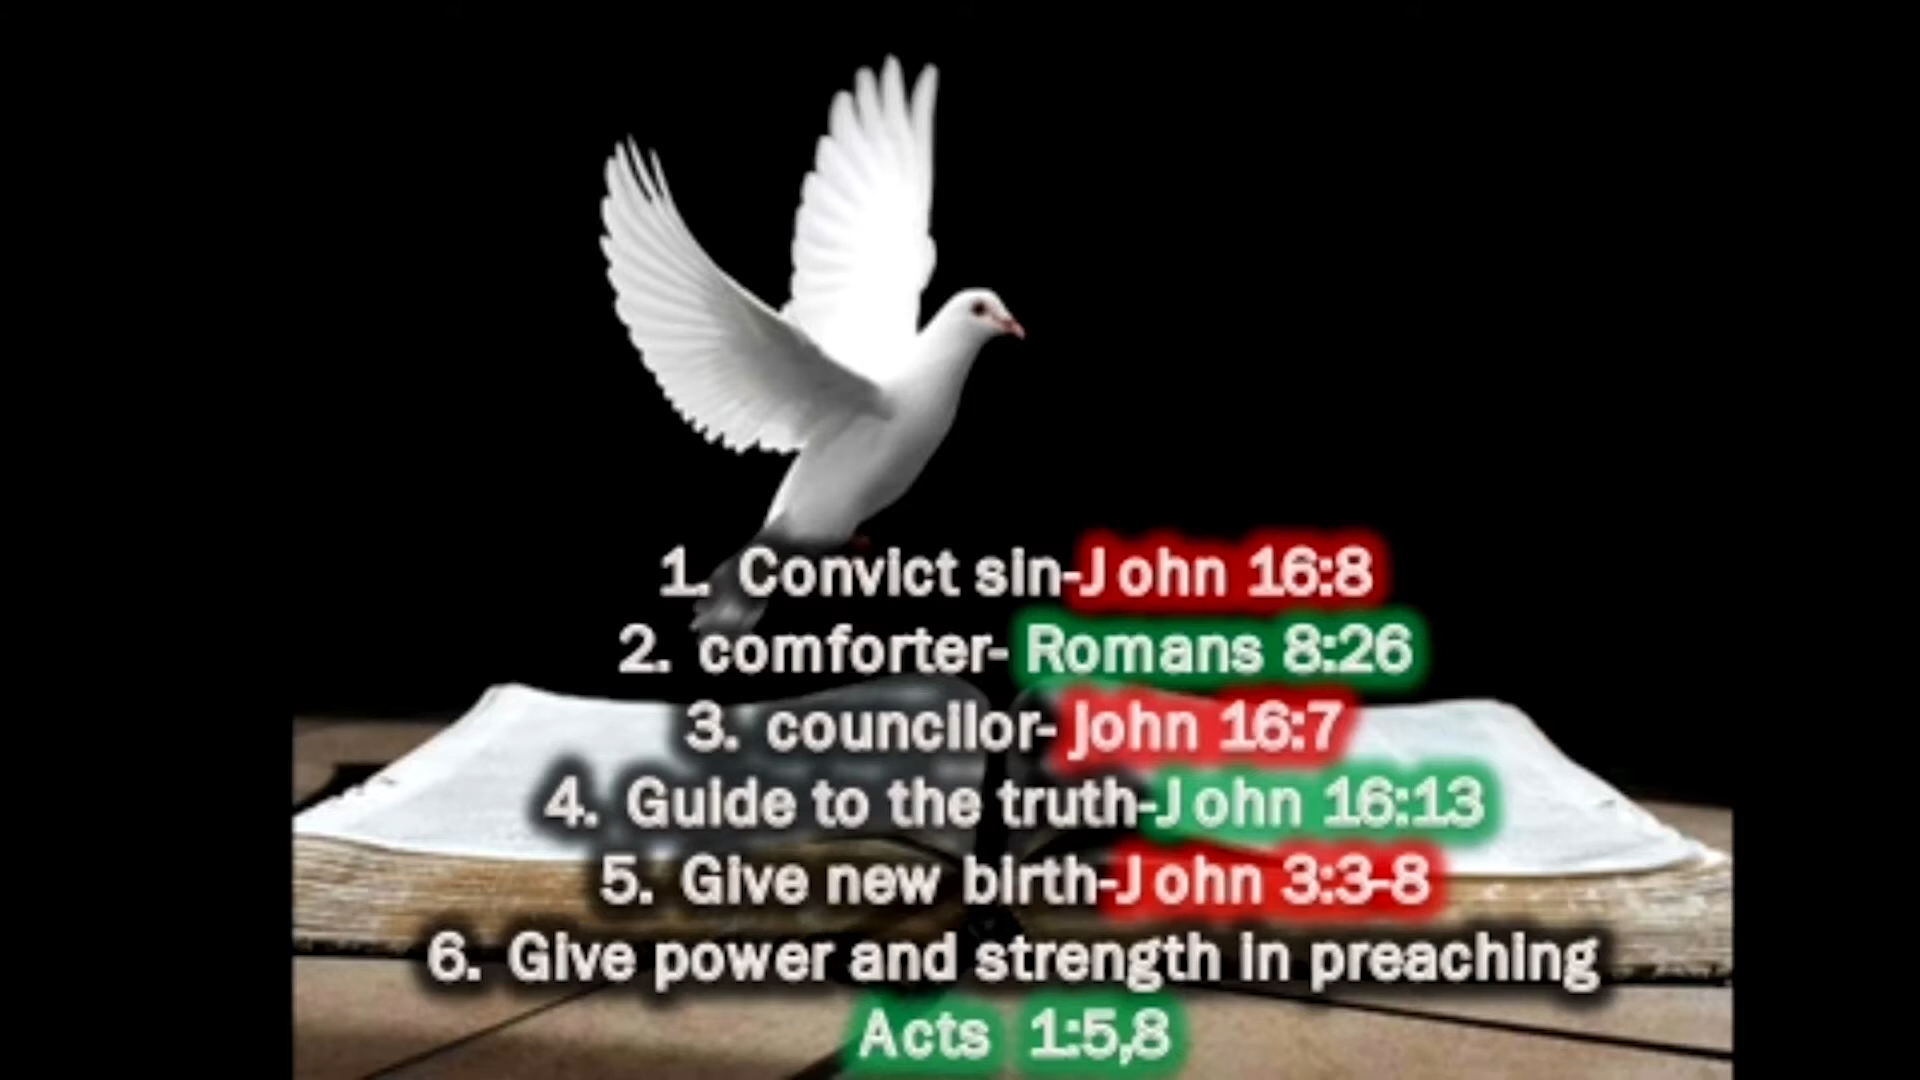 1. Convict sin-John 16:8
2. comforter- Romans 8:26
3. councilor- john 16:7
4. Guide to the truth-John 16:13
5. Give new birth-John 3:3-8
6. Give power and strength in preaching
Acts 1:5,8